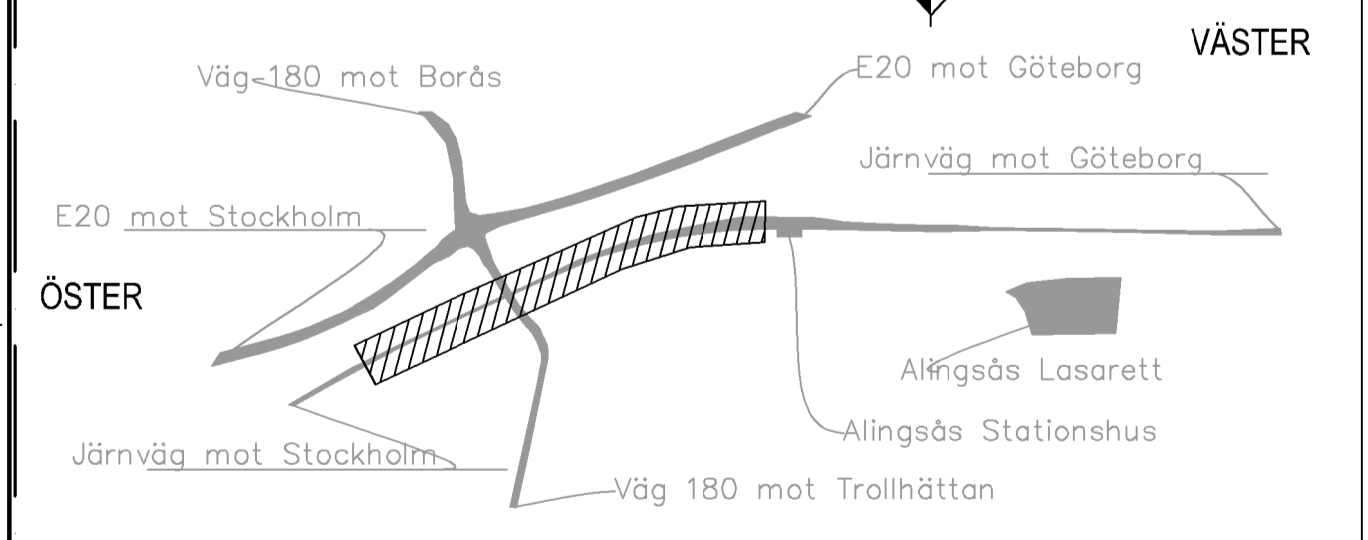 VÄSTER
E20 mot Göteborg
Väg 180 mot Borås
Järnväg mot Göteborg
E20 mot Stockholm
ÖSTER
Alingsås Lasarett
Alingsås Stationshus
Järnväg mot Stockholm
Väg 180 mot Trollhättan